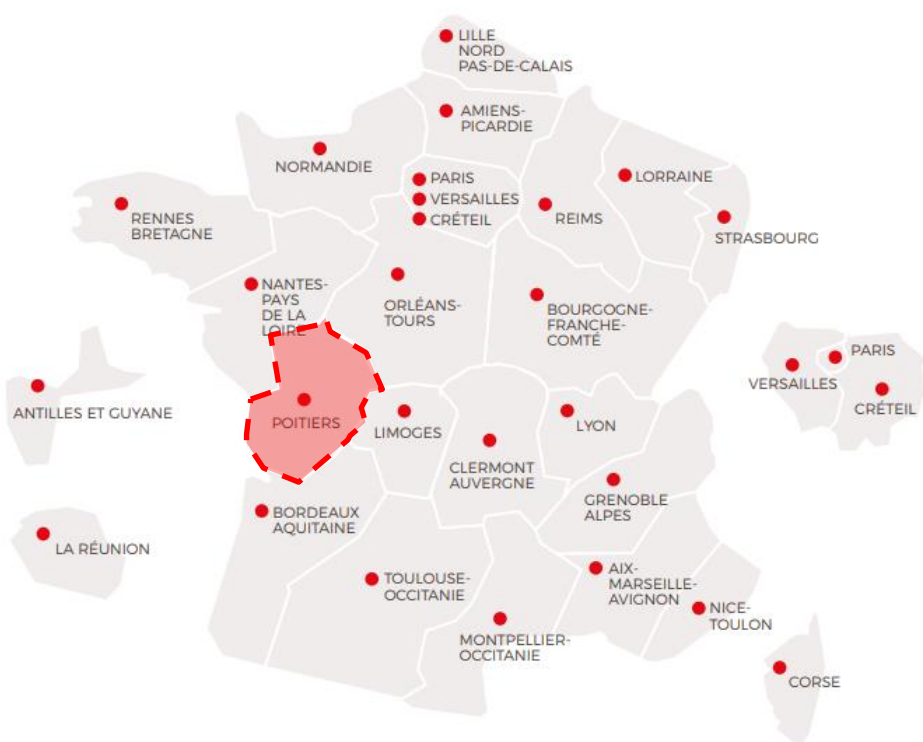 LILLE
NORD
PAS-DE-CALAIS
AMIENS-
PICARDIE
NORMANDIE
PARIS
VERSAILLES
CRÉTEIL
LORRAINE
REIMS
STRASBOURG
RENNES
BRETAGNE
NANTES-
PAYS
DE LA
LOIRE
ORLÉANS-
TOURS
BOURGOGNE-
FRANCHE-
COMTÉ
PARIS
VERSAILLES
CRÉTEIL
ANTILLES ET GUYANE
POITIERS
LIMOGES
LYON
CLERMONT
AUVERGNE
GRENOBLE
ALPES
BORDEAUX
AQUITAINE
LA RÉUNION
TOULOUSE-
OCCITANIE
AIX-
MARSEILLE-
AVIGNON
NICE-
TOULON
MONTPELLIER-
OCCITANIE
CORSE